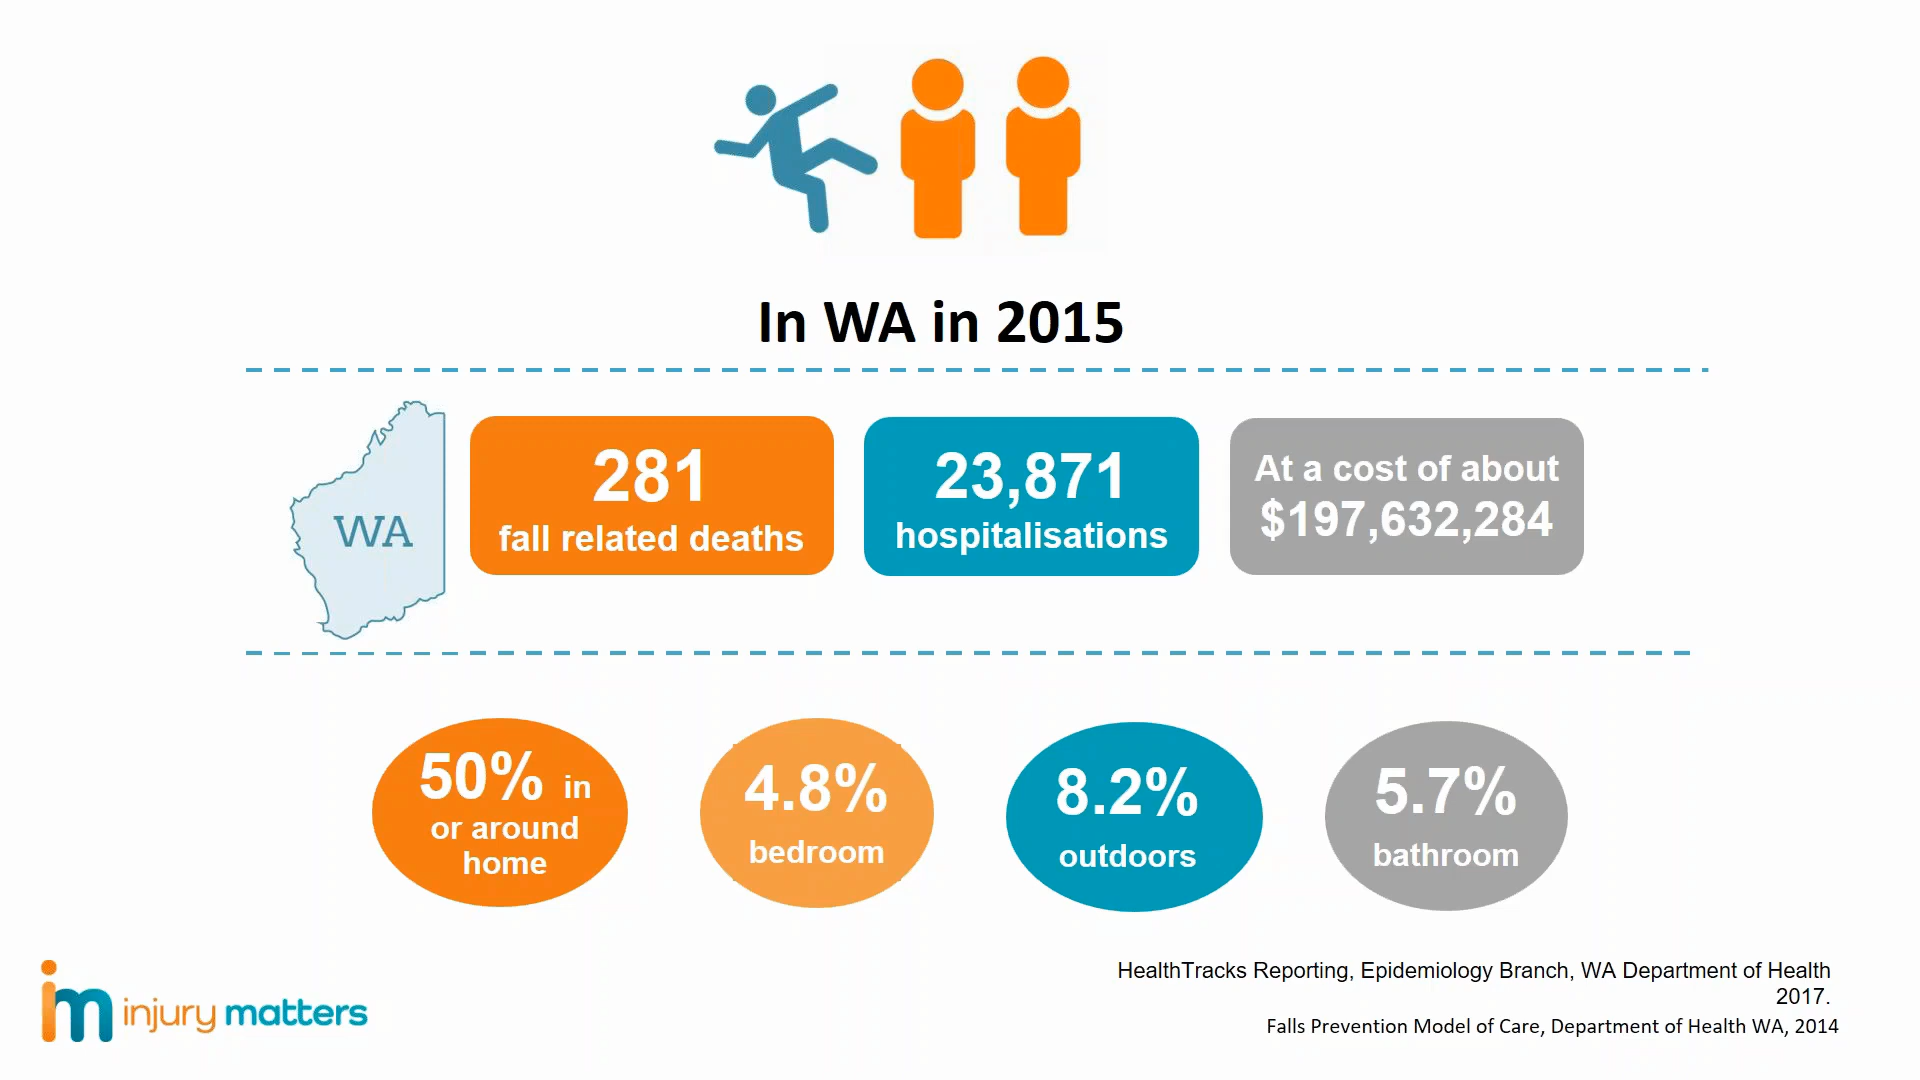 In WA in 2015
WA
281
fall related deaths
23,871
hospitalisations
At a cost of about
$197,632,284
50% in
or around
home
4.8%
bedroom
8.2%
outdoors
5.7%
bathroom
im injury matters
HealthTracks Reporting, Epidemiology Branch, WA Department of Health
2017.
Falls Prevention Model of Care, Department of Health WA, 2014